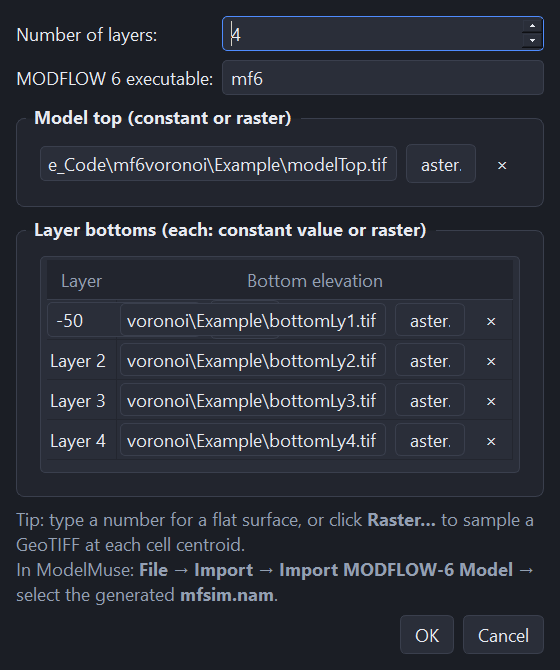 Number of layers:
4
MODFLOW 6 executable:
mf6
Model top (constant or raster)
e_Code\mf6voronoi\Example\modelTop.tif
aster.
×
Layer bottoms (each: constant value or raster)
Layer Bottom elevation
-50 voronoi\Example\bottomLy1.tif aster. ×
Layer 2 voronoi\Example\bottomLy2.tif aster. ×
Layer 3 voronoi\Example\bottomLy3.tif aster. ×
Layer 4 voronoi\Example\bottomLy4.tif aster. ×
Tip: type a number for a flat surface, or click Raster... to sample a
GeoTIFF at each cell centroid.
In ModelMuse: File → Import → Import MODFLOW-6 Model →
select the generated mfsim.nam.
OK Cancel